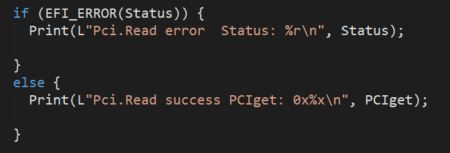 if (EFI_ERROR(Status)) {
  Print(L"Pci.Read error  Status: %r\n", Status);
}
else {
  Print(L"Pci.Read success PCIget: 0x%x\n", PCIget);
}